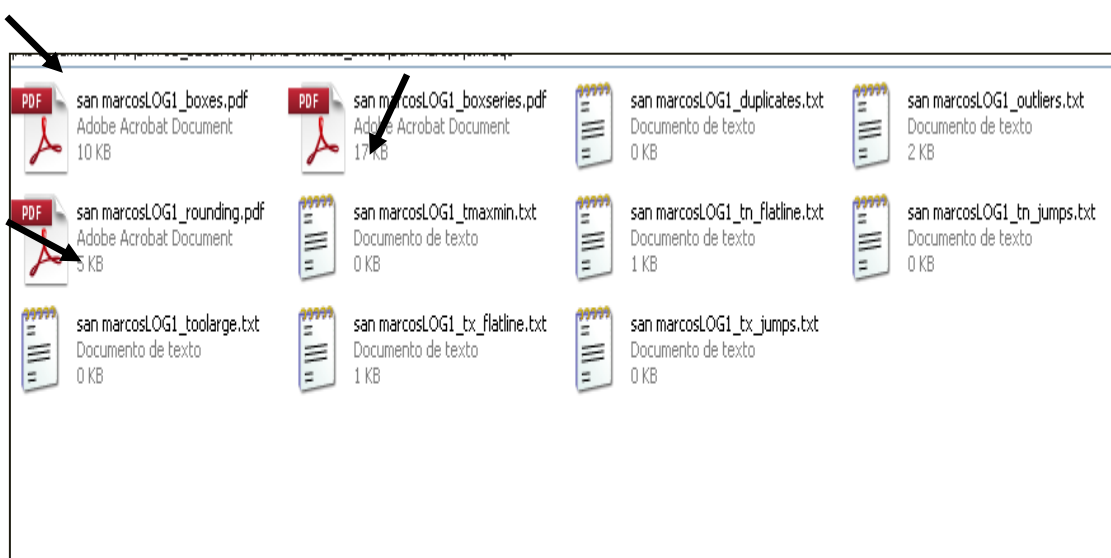 PDF
san marcosLOG1_boxes.pdf
Adobe Acrobat Document
10 KB
PDF
san marcosLOG1_boxseries.pdf
Adobe Acrobat Document
17 KB
san marcosLOG1_duplicates.txt
Documento de texto
0 KB
san marcosLOG1_outliers.txt
Documento de texto
2 KB
PDF
san marcosLOG1_rounding.pdf
Adobe Acrobat Document
5 KB
san marcosLOG1_tmaxmin.txt
Documento de texto
0 KB
san marcosLOG1_tn_flatline.txt
Documento de texto
1 KB
san marcosLOG1_tn_jumps.txt
Documento de texto
0 KB
san marcosLOG1_toolarge.txt
Documento de texto
0 KB
san marcosLOG1_tx_flatline.txt
Documento de texto
1 KB
san marcosLOG1_tx_jumps.txt
Documento de texto
0 KB